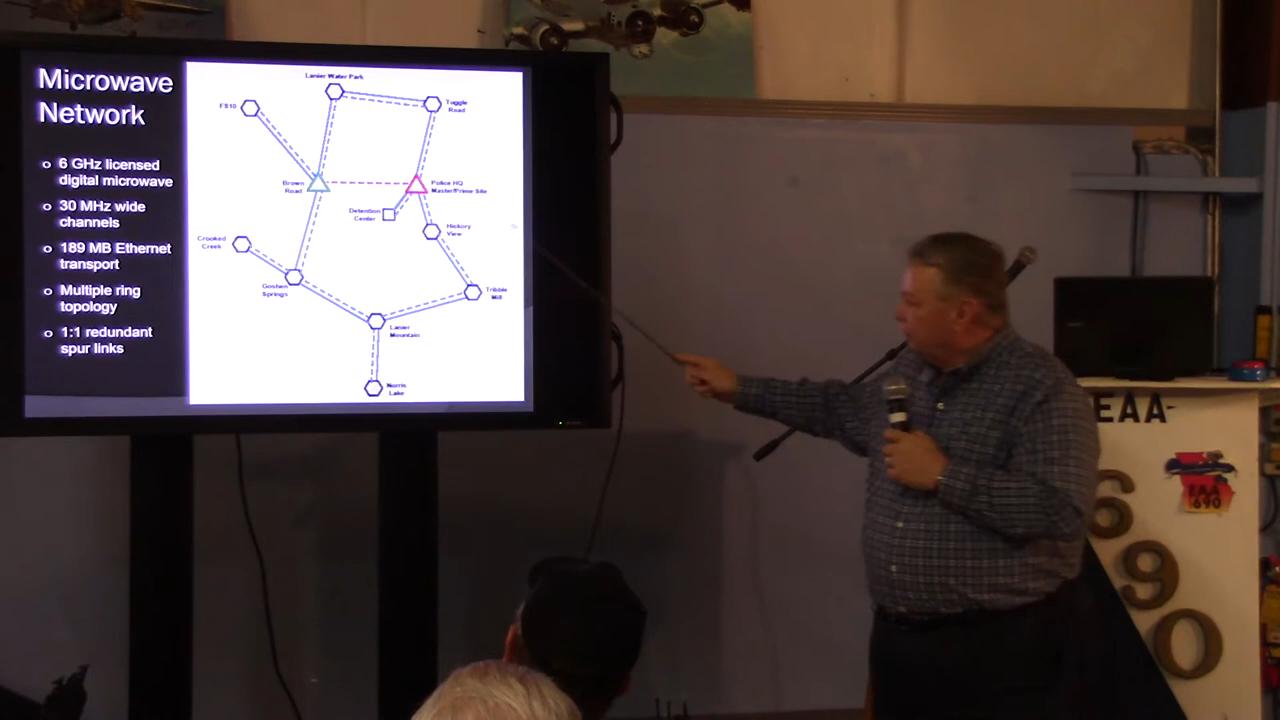 Microwave
Network
o 6 GHz licensed
digital microwave
o 30 MHz wide
channels
o 189 MB Ethernet
transport
o Multiple ring
topology
o 1:1 redundant
spur links
Lanier Water Park
FS10
Toggle
Road
Brown
Road
Police HQ
Master/Prime Site
Detention
Center
Hickory
View
Crooked
Creek
Goshen
Springs
Tribble
Mill
Lanier
Mountain
Norris
Lake
EAA
690
EAA
690